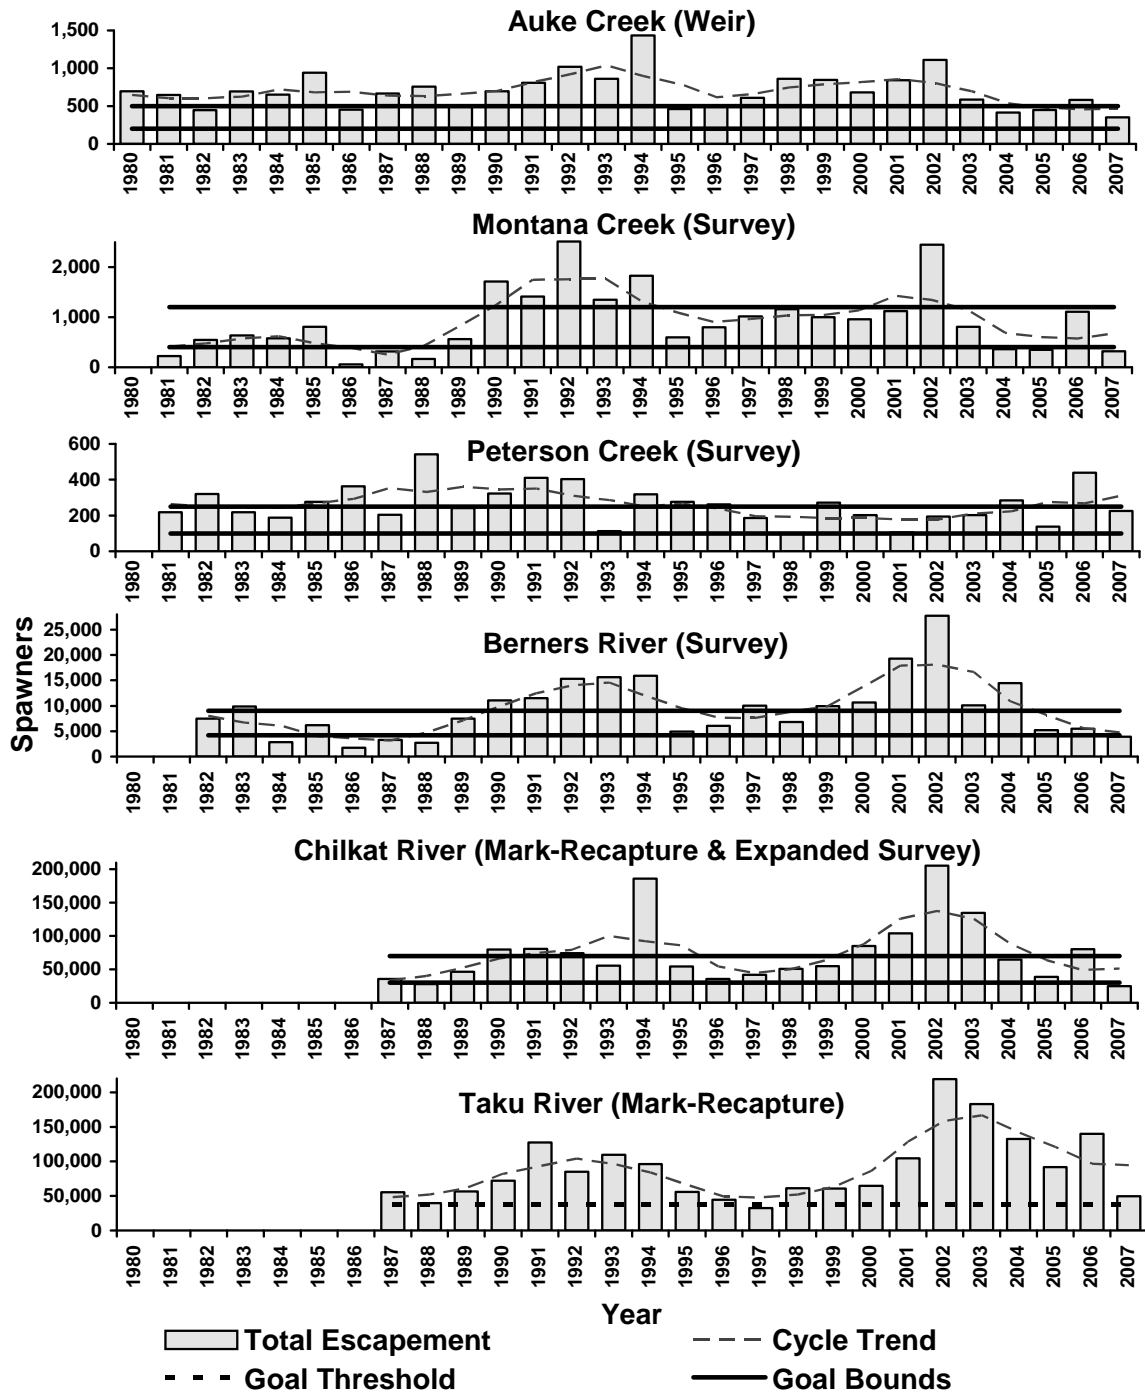 Auke Creek (Weir)
1,500
1,000
500
0
1980 1981 1982 1983 1984 1985 1986 1987 1988 1989 1990 1991 1992 1993 1994 1995 1996 1997 1998 1999 2000 2001 2002 2003 2004 2005 2006 2007
Montana Creek (Survey)
2,000
1,000
0
1980 1981 1982 1983 1984 1985 1986 1987 1988 1989 1990 1991 1992 1993 1994 1995 1996 1997 1998 1999 2000 2001 2002 2003 2004 2005 2006 2007
Peterson Creek (Survey)
600
400
200
0
1980 1981 1982 1983 1984 1985 1986 1987 1988 1989 1990 1991 1992 1993 1994 1995 1996 1997 1998 1999 2000 2001 2002 2003 2004 2005 2006 2007
Spawners
Berners River (Survey)
25,000
20,000
15,000
10,000
5,000
0
1980 1981 1982 1983 1984 1985 1986 1987 1988 1989 1990 1991 1992 1993 1994 1995 1996 1997 1998 1999 2000 2001 2002 2003 2004 2005 2006 2007
Chilkat River (Mark-Recapture & Expanded Survey)
200,000
150,000
100,000
50,000
0
1980 1981 1982 1983 1984 1985 1986 1987 1988 1989 1990 1991 1992 1993 1994 1995 1996 1997 1998 1999 2000 2001 2002 2003 2004 2005 2006 2007
Taku River (Mark-Recapture)
200,000
150,000
100,000
50,000
0
1980 1981 1982 1983 1984 1985 1986 1987 1988 1989 1990 1991 1992 1993 1994 1995 1996 1997 1998 1999 2000 2001 2002 2003 2004 2005 2006 2007
Year
Total Escapement
Cycle Trend
Goal Threshold
Goal Bounds